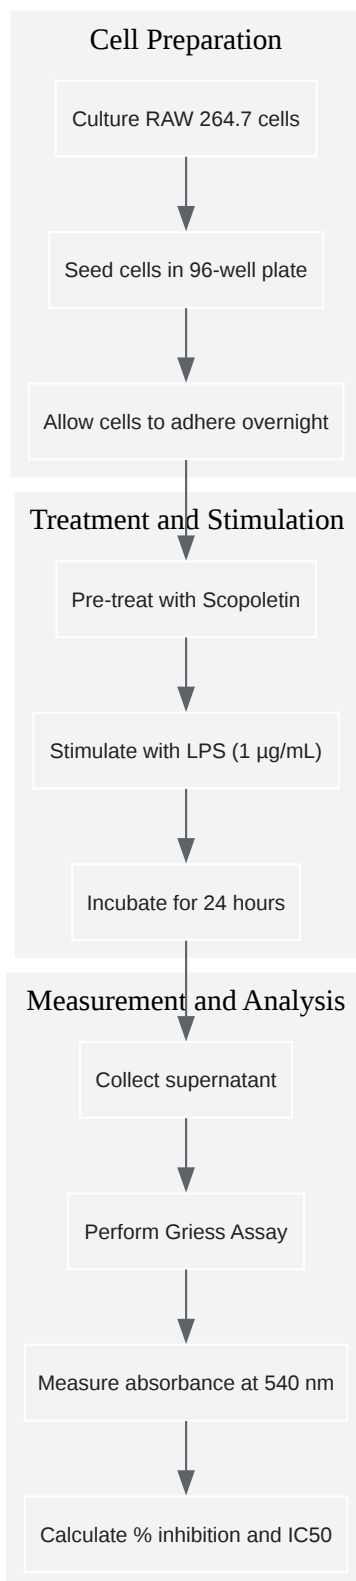 Cell Preparation
Culture RAW 264.7 cells
Seed cells in 96-well plate
Allow cells to adhere overnight
Treatment and Stimulation
Pre-treat with Scopoletin
Stimulate with LPS (1 µg/mL)
Incubate for 24 hours
Measurement and Analysis
Collect supernatant
Perform Griess Assay
Measure absorbance at 540 nm
Calculate % inhibition and IC50